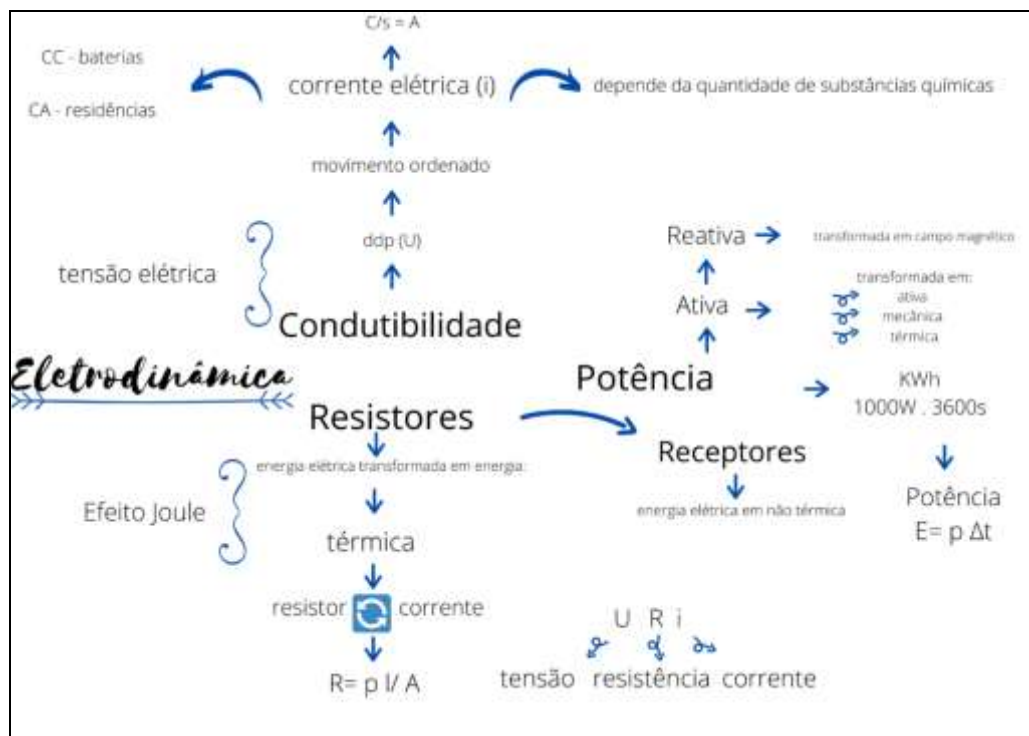 C/s = A
CC - baterias
CA - residências
corrente elétrica (i)
depende da quantidade de substâncias químicas
movimento ordenado
ddp (U)
tensão elétrica
Condutibilidade
Reativa
transformada em campo magnético
Ativa
transformada em:
ativa
mecânica
térmica
Eletrodinâmica
Potência
KWh
1000W . 3600s
Potência
E= p Δt
Resistores
Receptores
energia elétrica em não térmica
energia elétrica transformada em energia:
Efeito Joule
térmica
resistor corrente
R= p l/ A
U R i
tensão resistência corrente